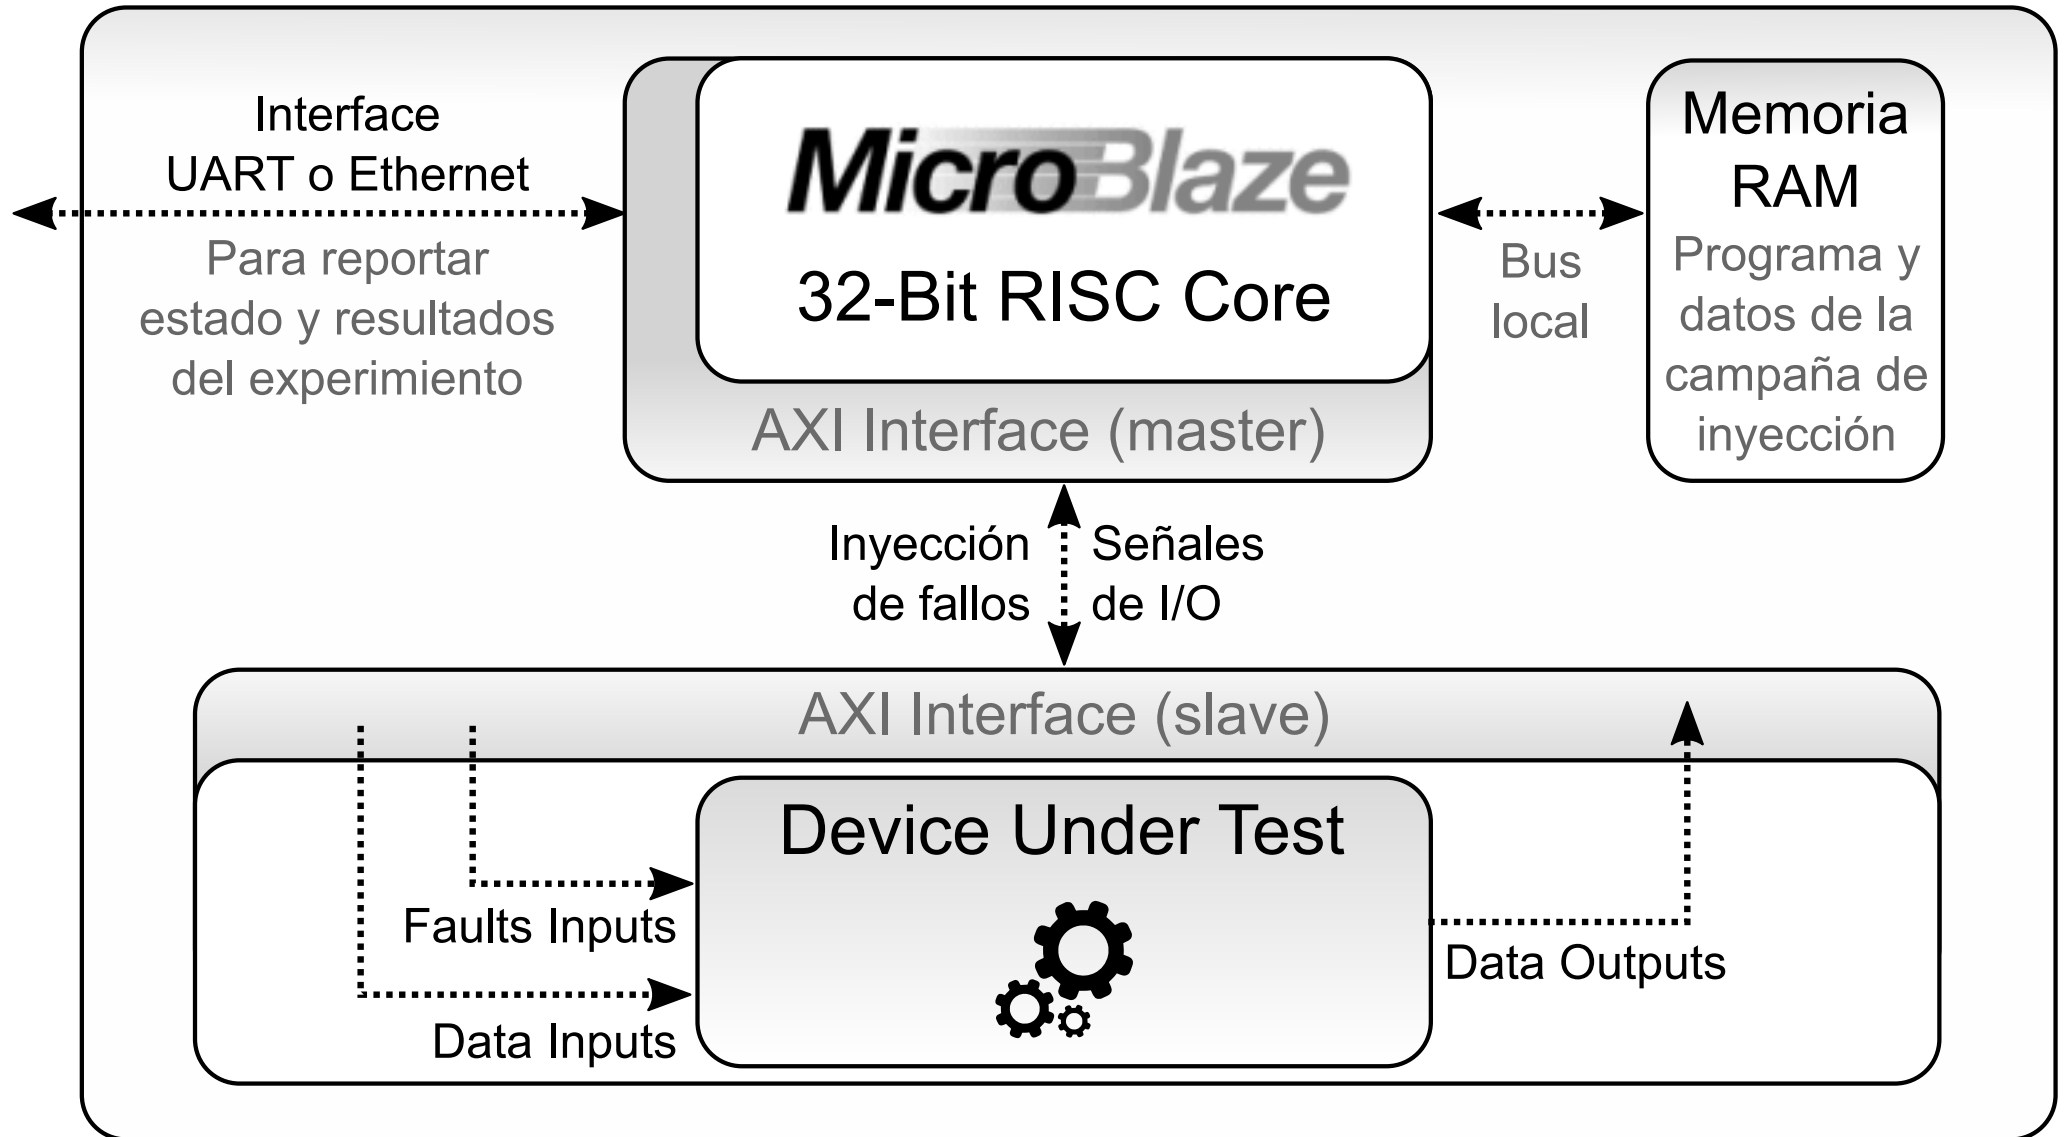 Interface
UART o Ethernet
Para reportar
estado y resultados
del experimento
MicroBlaze
32-Bit RISC Core
AXI Interface (master)
Bus
local
Memoria
RAM
Programa y
datos de la
campaña de
inyección
Inyección
de fallos
Señales
de I/O
AXI Interface (slave)
Device Under Test
Faults Inputs
Data Inputs
Data Outputs